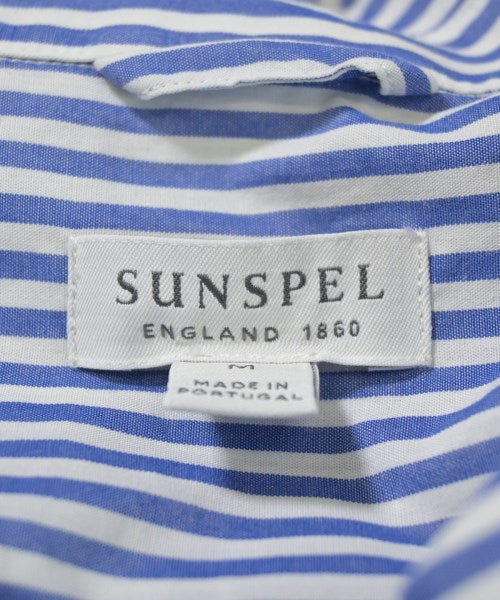 SUNSPEL
ENGLAND 1860
M
MADE IN
PORTUGAL